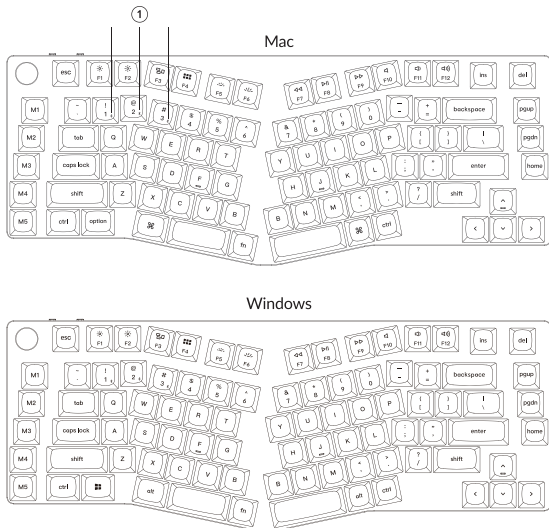 ①
Mac
esc F1 F2 F3 F4 F5 F6 F7 F8 F9 F10 F11 F12 ins del
M1 ~ ` ! 1 @ 2 # 3 $ 4 % 5 ^ 6 & 7 * 8 ( 9 ) 0 _ - + = backspace pgup
M2 tab Q W E R T Y U I O P { [ } ] | \ pgdn
M3 caps lock A S D F G H J K L : ; " ' enter home
M4 shift Z X C V B B N M < , > . ? / shift ^
M5 ctrl option ⌘ fn ⌘ ctrl < v >
Windows
esc F1 F2 F3 F4 F5 F6 F7 F8 F9 F10 F11 F12 ins del
M1 ~ ` ! 1 @ 2 # 3 $ 4 % 5 ^ 6 & 7 * 8 ( 9 ) 0 _ - + = backspace pgup
M2 tab Q W E R T Y U I O P { [ } ] | \ pgdn
M3 caps lock A S D F G H J K L : ; " ' enter home
M4 shift Z X C V B B N M < , > . ? / shift ^
M5 ctrl alt fn alt ctrl < v >